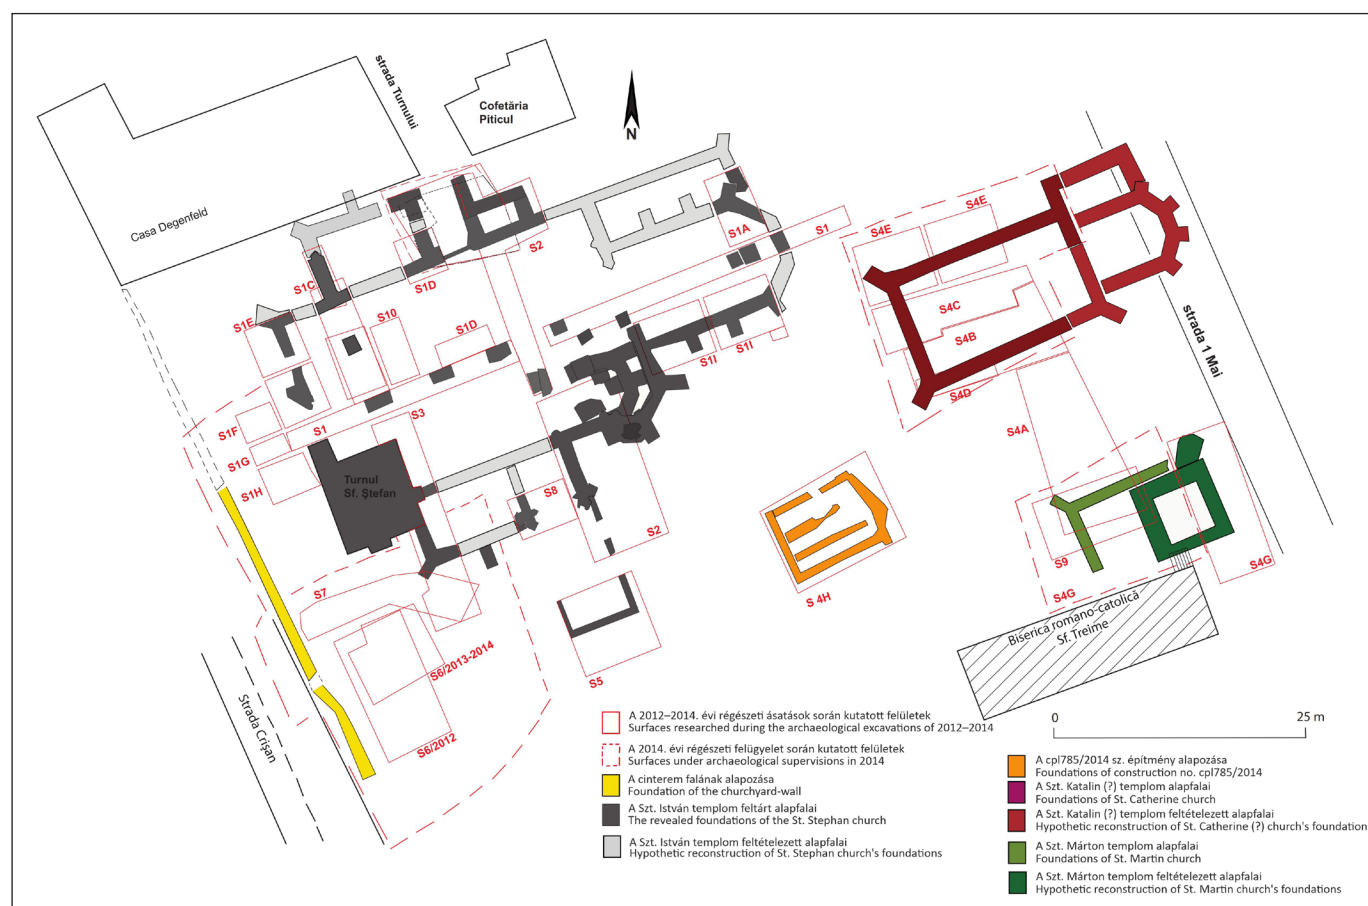 strada Turnului
Cofetăria
Piticul
N
Casa Degenfeld
S1C
S1D
S2
S1A
S1
S4E
S4E
S1E
S10
S1D
S4C
S4B
S1I
S1I
S4D
strada 1 Mai
S1F
S1
S3
S4A
S1G
S1H
Turnul
Sf. Ştefan
S8
S2
S7
S9
S4G
S4G
S 4H
Biserica romano-catolică
Sf. Treime
S6/2013-2014
S5
Strada Crişan
S6/2012
0
25 m
A 2012–2014. évi régészeti ásatások során kutatott felületek
Surfaces researched during the archaeological excavations of 2012–2014
A 2014. évi régészeti felügyelet során kutatott felületek
Surfaces under archaeological supervisions in 2014
A cinterem falának alapozása
Foundation of the churchyard-wall
A Szt. István templom feltárt alapfalai
The revealed foundations of the St. Stephan church
A Szt. István templom feltételezett alapfalai
Hypothetic reconstruction of St. Stephan church's foundations
A cpl785/2014 sz. építmény alapozása
Foundations of construction no. cpl785/2014
A Szt. Katalin (?) templom alapfalai
Foundations of St. Catherine church
A Szt. Katalin (?) templom feltételezett alapfalai
Hypothetic reconstruction of St. Catherine (?) church's foundation
A Szt. Márton templom alapfalai
Foundations of St. Martin church
A Szt. Márton templom feltételezett alapfalai
Hypothetic reconstruction of St. Martin church's foundations